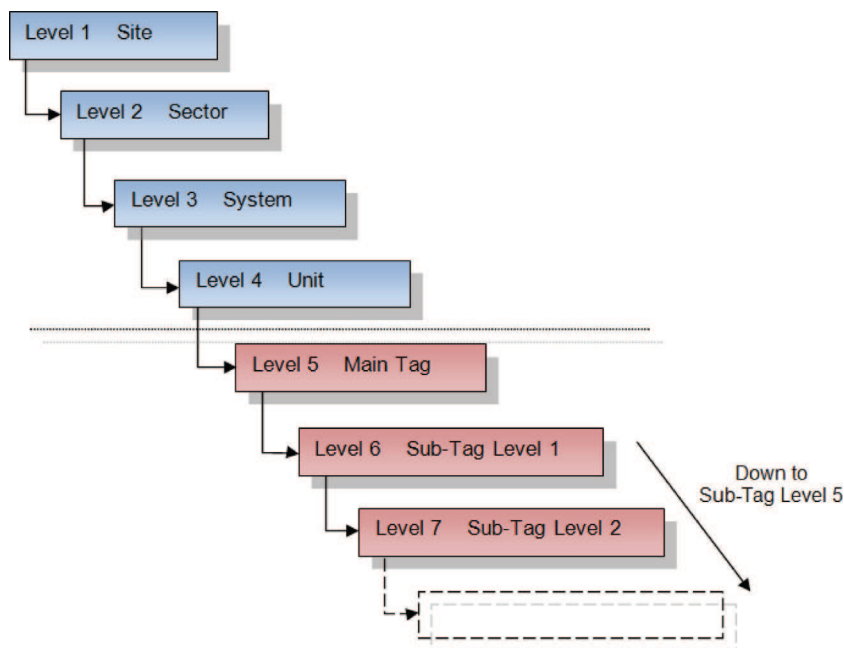 Level 1 Site
Level 2 Sector
Level 3 System
Level 4 Unit
Level 5 Main Tag
Level 6 Sub-Tag Level 1
Level 7 Sub-Tag Level 2
Down to
Sub-Tag Level 5